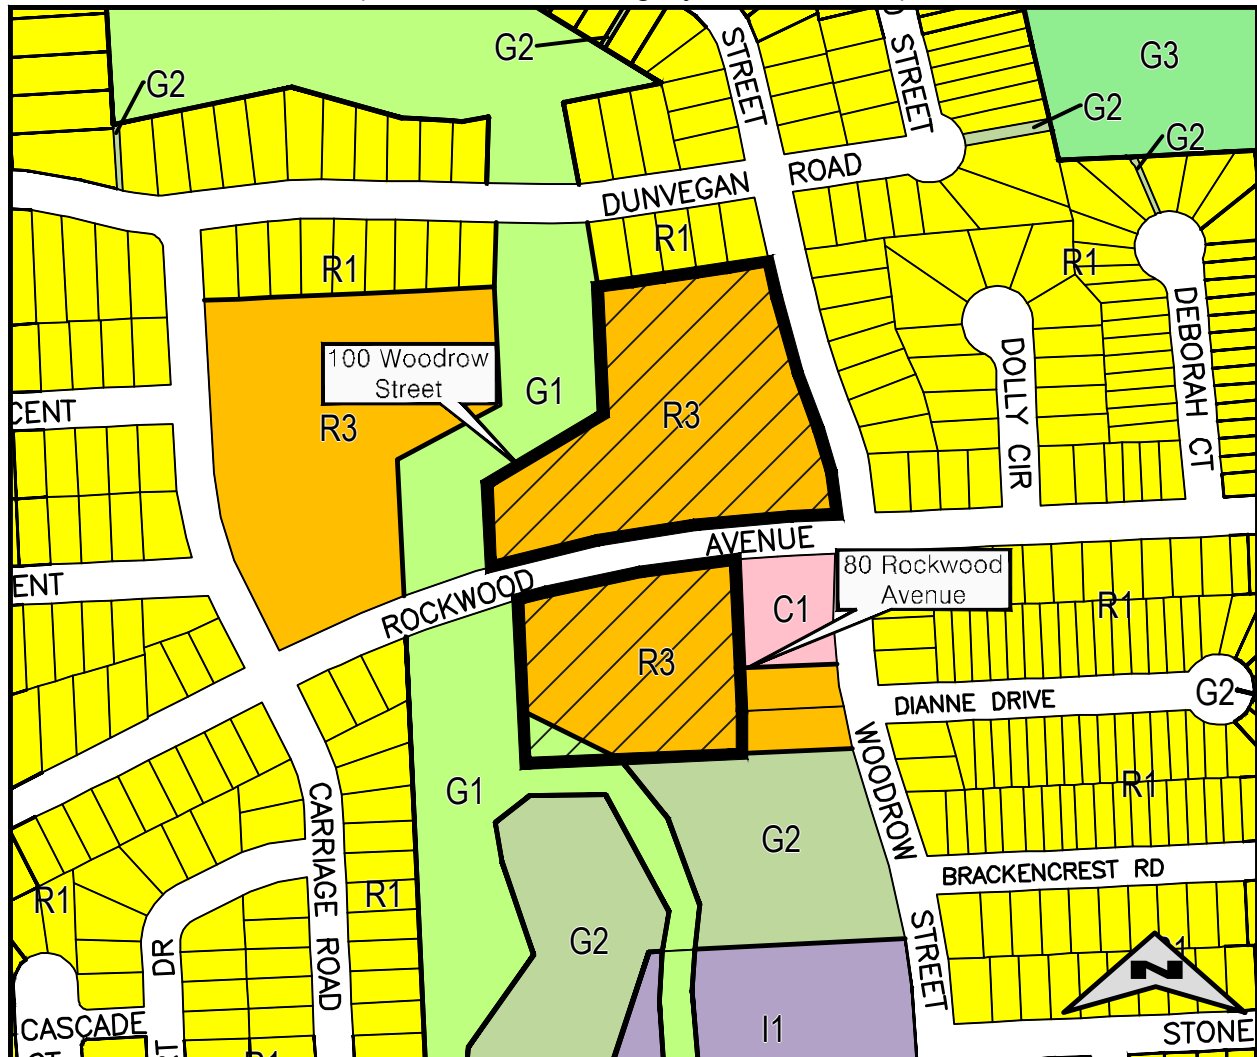 G2
STREET
STREET
G3
G2
G2
G2
DUNVEGAN ROAD
R1
R1
R1
DEBORAH CT
DOLLY CIR
100 Woodrow
Street
G1
R3
R3
CENT
AVENUE
80 Rockwood
Avenue
ENT
ROCKWOOD
C1
R1
R3
DIANNE DRIVE
G2
WOODROW
STREET
G1
CARRIAGE ROAD
R1
G2
BRACKENCREST RD
R1
R1
G2
DR
N
CASCADE
I1
STONE
R1